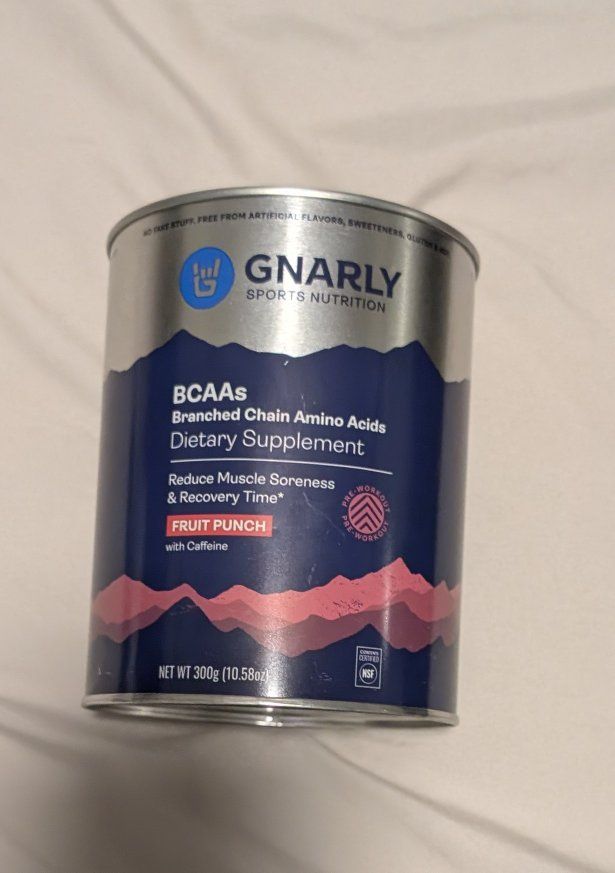 NO FAKE STUFF. FREE FROM ARTIFICIAL FLAVORS, SWEETENERS, GLUTEN &
GNARLY
SPORTS NUTRITION
BCAAs
Branched Chain Amino Acids
Dietary Supplement
Reduce Muscle Soreness
& Recovery Time*
PRE-WORKOUT
PRE-WORKOUT
FRUIT PUNCH
with Caffeine
NET WT 300g (10.58oz)
CONTENTS
CERTIFIED
NSF